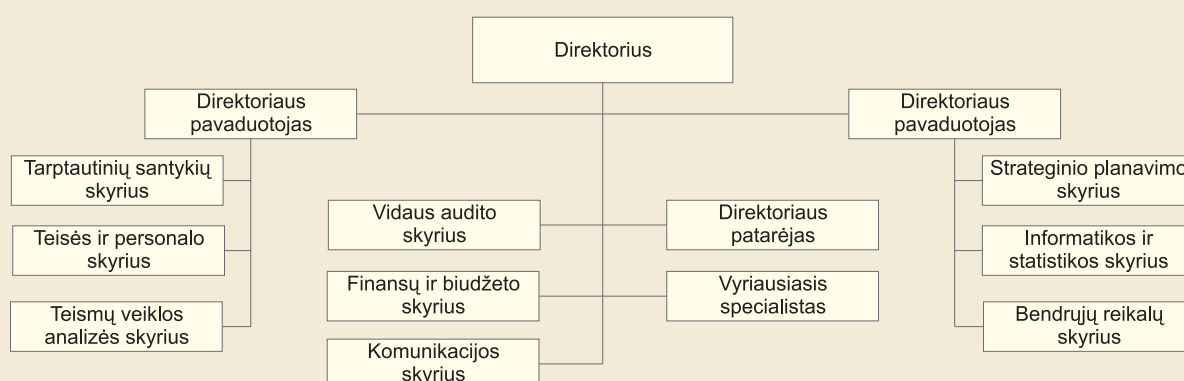 Direktorius
Direktoriaus
pavaduotojas
Direktoriaus
pavaduotojas
Tarptautinių santykių
skyrius
Teisės ir personalo
skyrius
Teismų veiklos
analizės skyrius
Vidaus audito
skyrius
Finansų ir biudžeto
skyrius
Komunikacijos
skyrius
Direktoriaus
patarėjas
Vyriausiasis
specialistas
Strateginio planavimo
skyrius
Informatikos ir
statistikos skyrius
Bendrųjų reikalų
skyrius